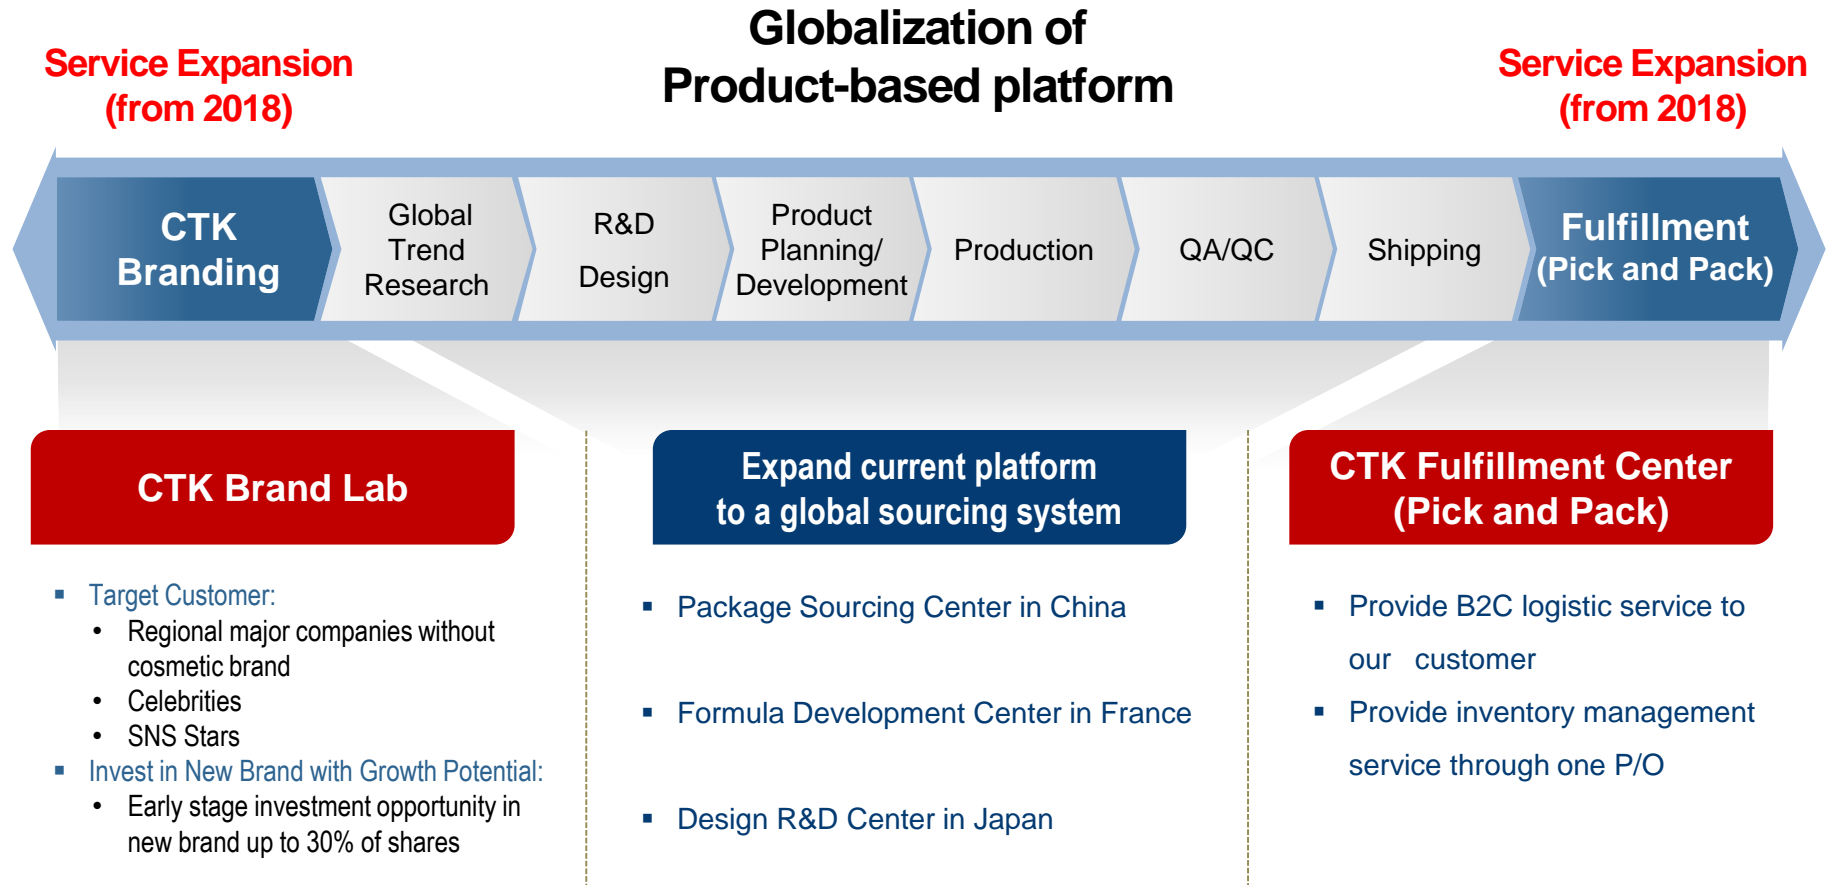 Globalization of
Product-based platform
Service Expansion
(from 2018)
Service Expansion
(from 2018)
CTK
Branding
Global
Trend
Research
R&D
Design
Product
Planning/
Development
Production
QA/QC
Shipping
Fulfillment
(Pick and Pack)
CTK Brand Lab
▪ Target Customer:
• Regional major companies without
cosmetic brand
• Celebrities
• SNS Stars
▪ Invest in New Brand with Growth Potential:
• Early stage investment opportunity in
new brand up to 30% of shares
Expand current platform
to a global sourcing system
▪ Package Sourcing Center in China
▪ Formula Development Center in France
▪ Design R&D Center in Japan
CTK Fulfillment Center
(Pick and Pack)
▪ Provide B2C logistic service to
our customer
▪ Provide inventory management
service through one P/O